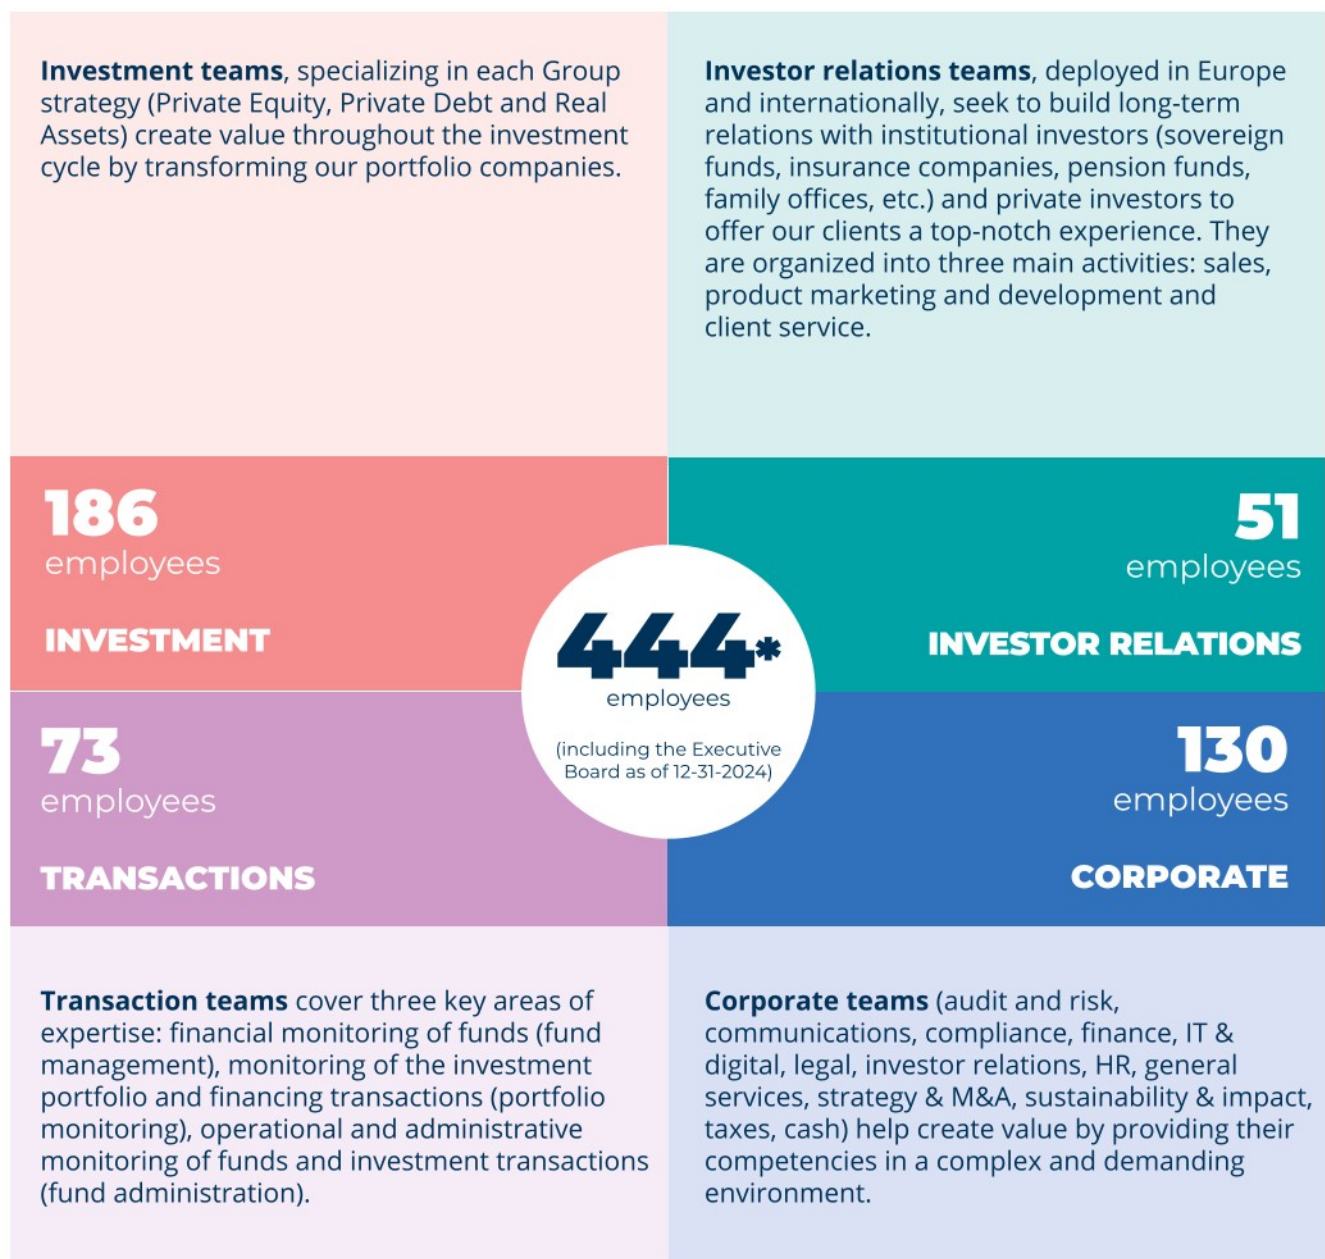 Investment teams, specializing in each Group
strategy (Private Equity, Private Debt and Real
Assets) create value throughout the investment
cycle by transforming our portfolio companies.
Investor relations teams, deployed in Europe
and internationally, seek to build long-term
relations with institutional investors (sovereign
funds, insurance companies, pension funds,
family offices, etc.) and private investors to
offer our clients a top-notch experience. They
are organized into three main activities: sales,
product marketing and development and
client service.
186
employees
INVESTMENT
51
employees
INVESTOR RELATIONS
444*
employees
(including the Executive
Board as of 12-31-2024)
73
employees
TRANSACTIONS
130
employees
CORPORATE
Transaction teams cover three key areas of
expertise: financial monitoring of funds (fund
management), monitoring of the investment
portfolio and financing transactions (portfolio
monitoring), operational and administrative
monitoring of funds and investment transactions
(fund administration).
Corporate teams (audit and risk,
communications, compliance, finance, IT &
digital, legal, investor relations, HR, general
services, strategy & M&A, sustainability & impact,
taxes, cash) help create value by providing their
competencies in a complex and demanding
environment.